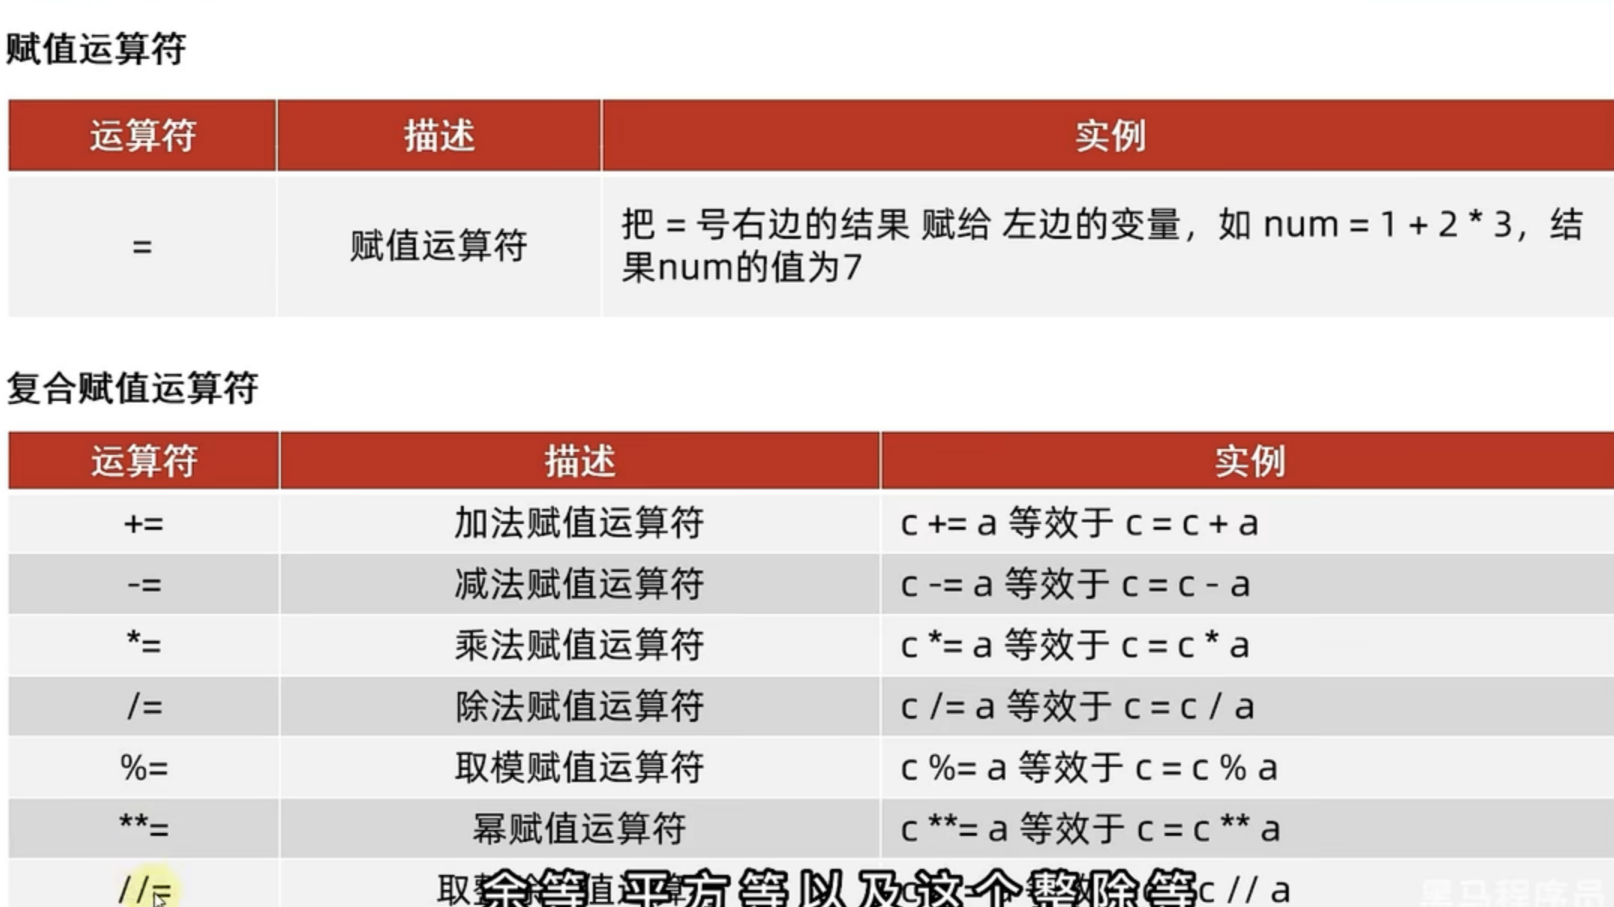 赋值运算符
运算符 描述 实例
= 赋值运算符 把 = 号右边的结果 赋给 左边的变量，如 num = 1 + 2 * 3，结
果num的值为7
复合赋值运算符
运算符 描述 实例
+= 加法赋值运算符 c += a 等效于 c = c + a
-= 减法赋值运算符 c -= a 等效于 c = c - a
*= 乘法赋值运算符 c *= a 等效于 c = c * a
/= 除法赋值运算符 c /= a 等效于 c = c / a
%= 取模赋值运算符 c %= a 等效于 c = c % a
**= 幂赋值运算符 c **= a 等效于 c = c ** a
//= c // a
余等 平方等以及这个整除等
黑马程序员